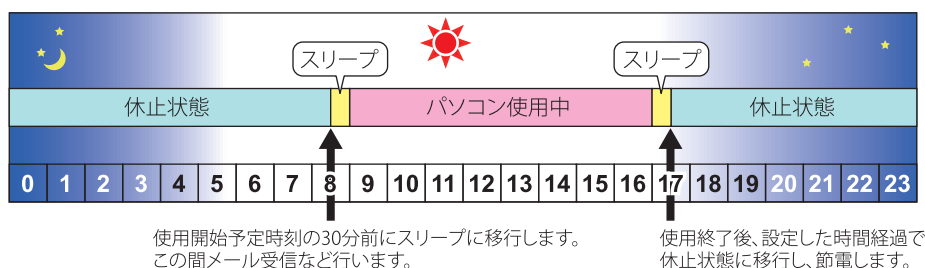 スリープ
スリープ
休止状態
パソコン使用中
休止状態
0 1 2 3 4 5 6 7 8 9 10 11 12 13 14 15 16 17 18 19 20 21 22 23
使用開始予定時刻の30分前にスリープに移行します。
この間メール受信など行います。
使用終了後、設定した時間経過で
休止状態に移行し、節電します。